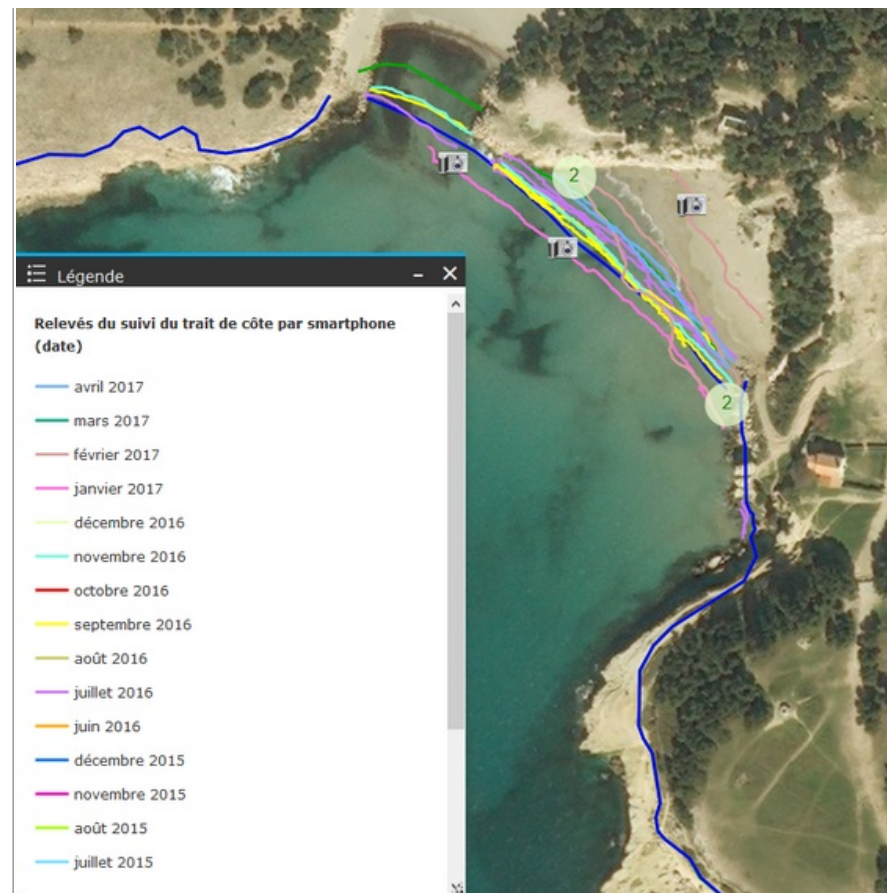 2
2
Légende
Relevés du suivi du trait de côte par smartphone
(date)
avril 2017
mars 2017
février 2017
janvier 2017
décembre 2016
novembre 2016
octobre 2016
septembre 2016
août 2016
juillet 2016
juin 2016
décembre 2015
novembre 2015
août 2015
juillet 2015